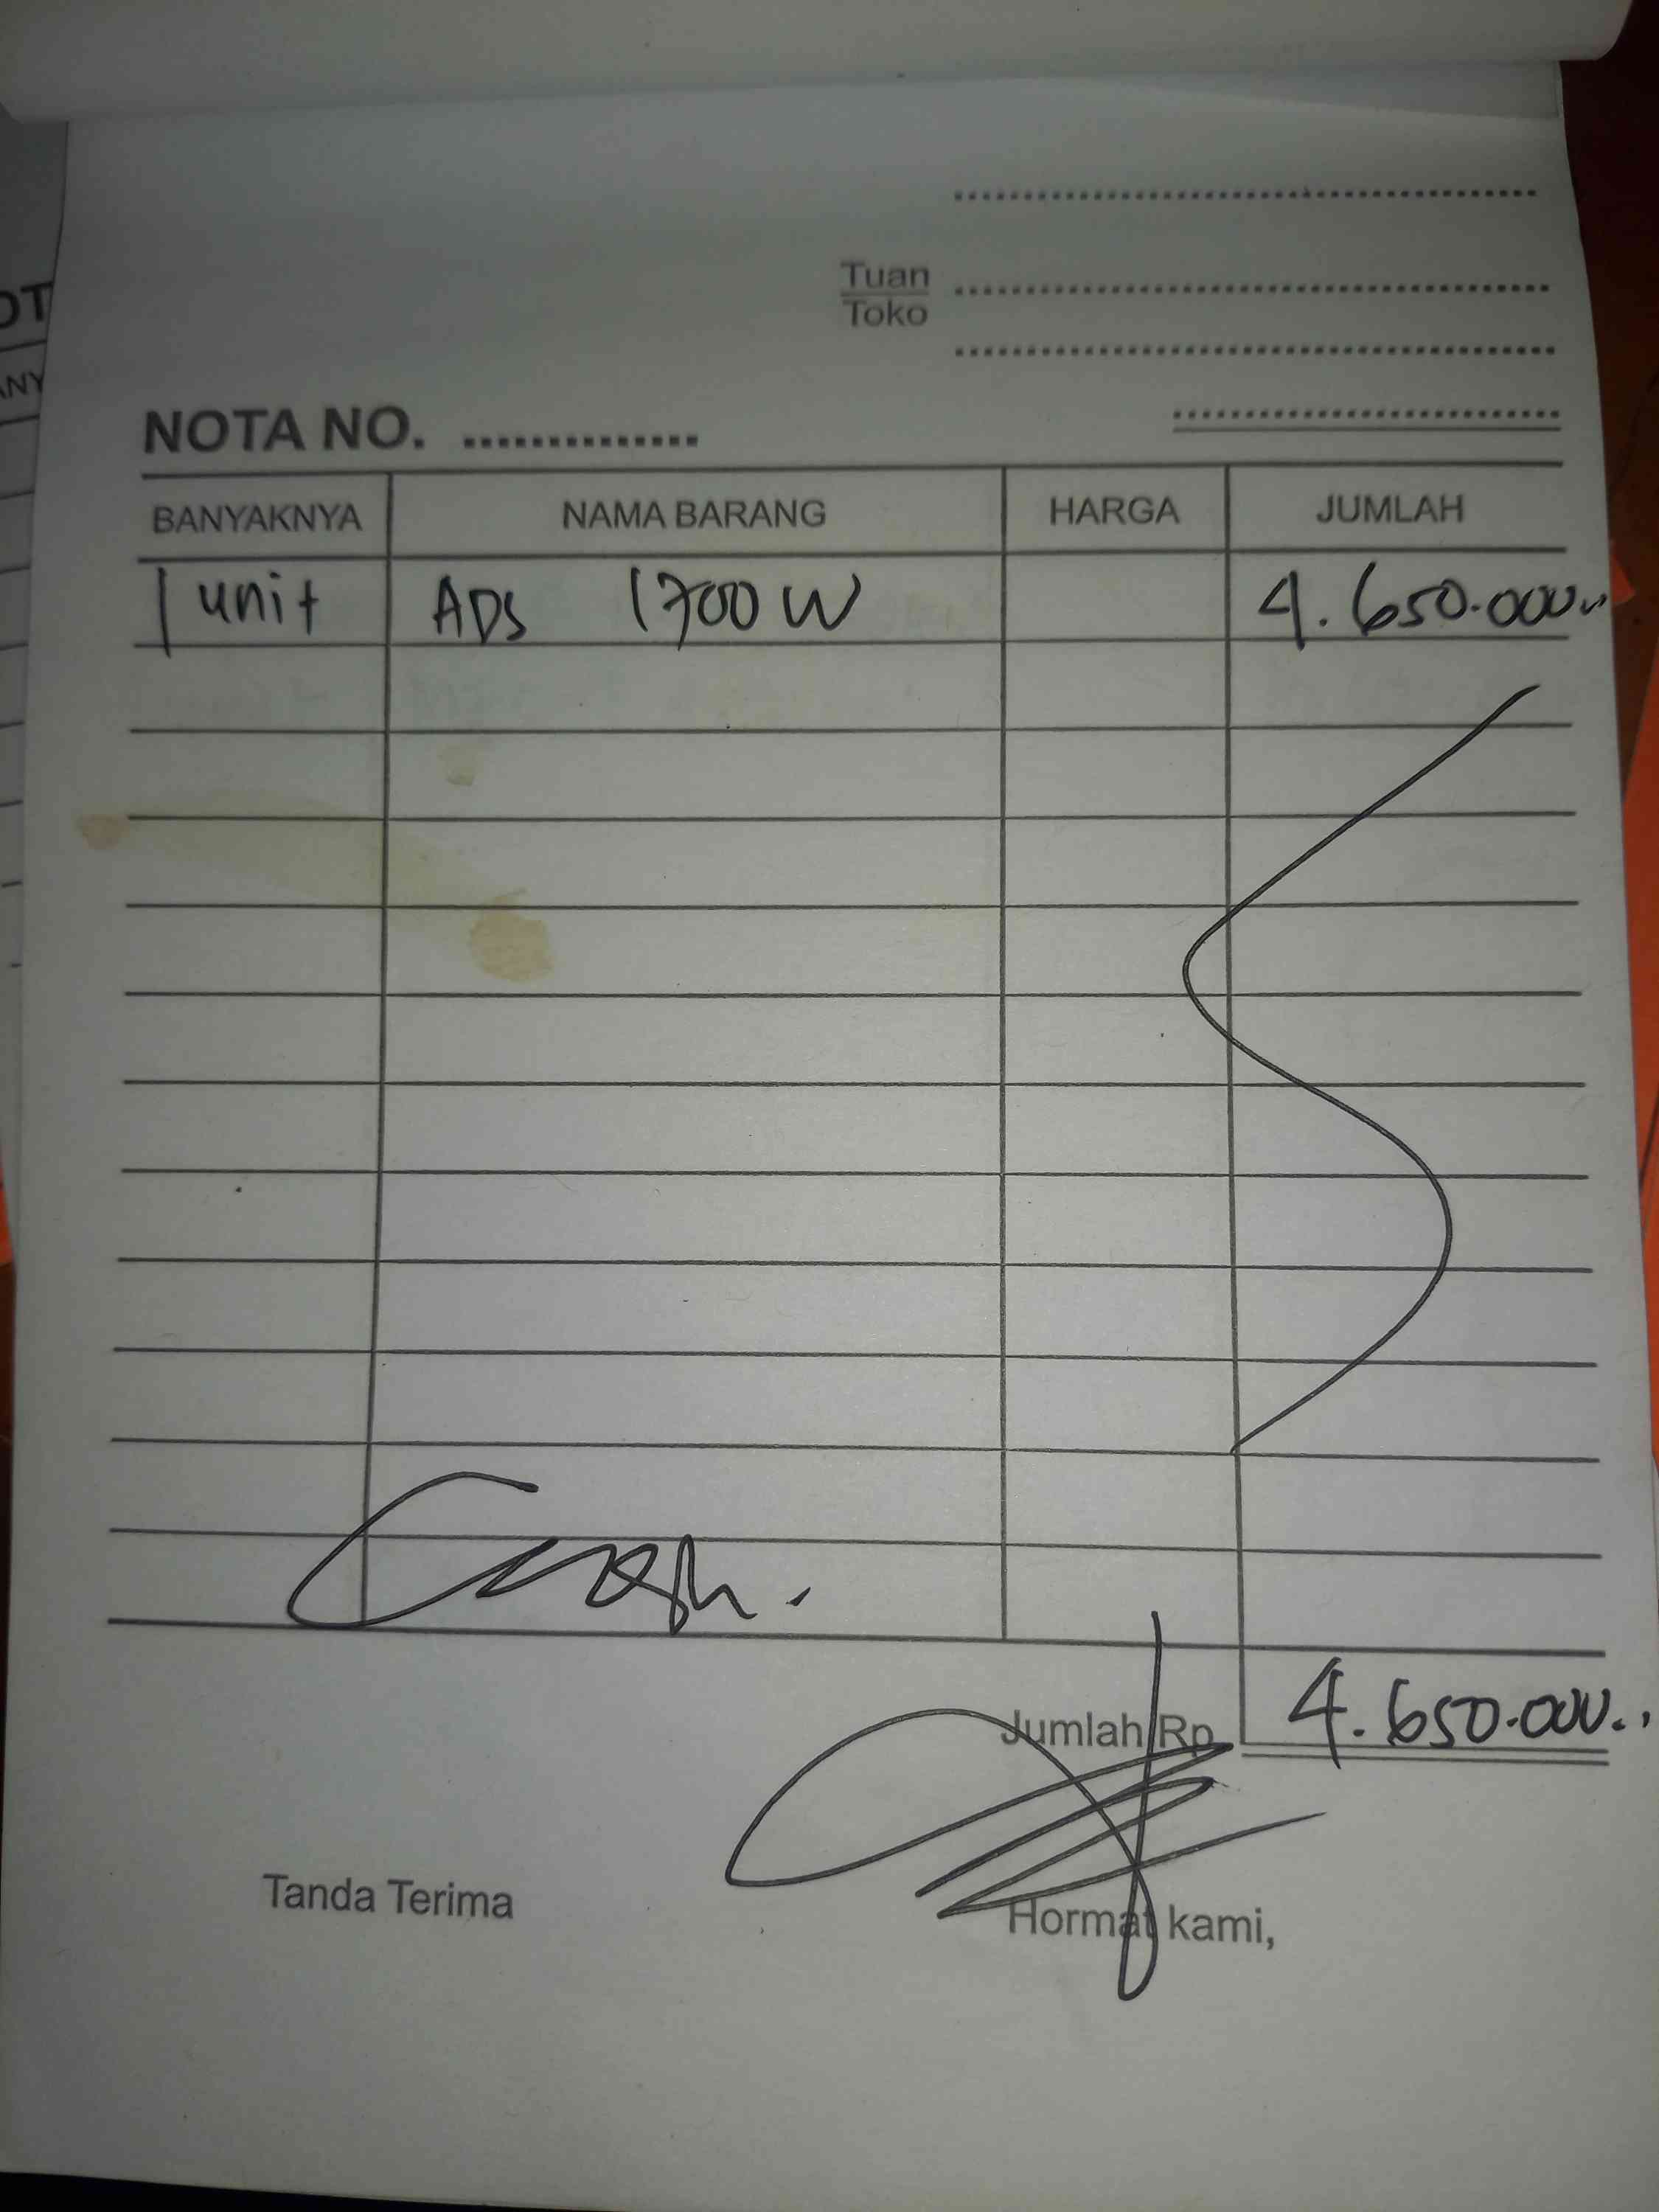 Tuan
Toko
NOTA NO. ..............
BANYAKNYA NAMA BARANG HARGA JUMLAH
1 unit ADS 1700 W 4.650.000
Cash.
Jumlah Rp 4.650.000
Tanda Terima Hormat kami,